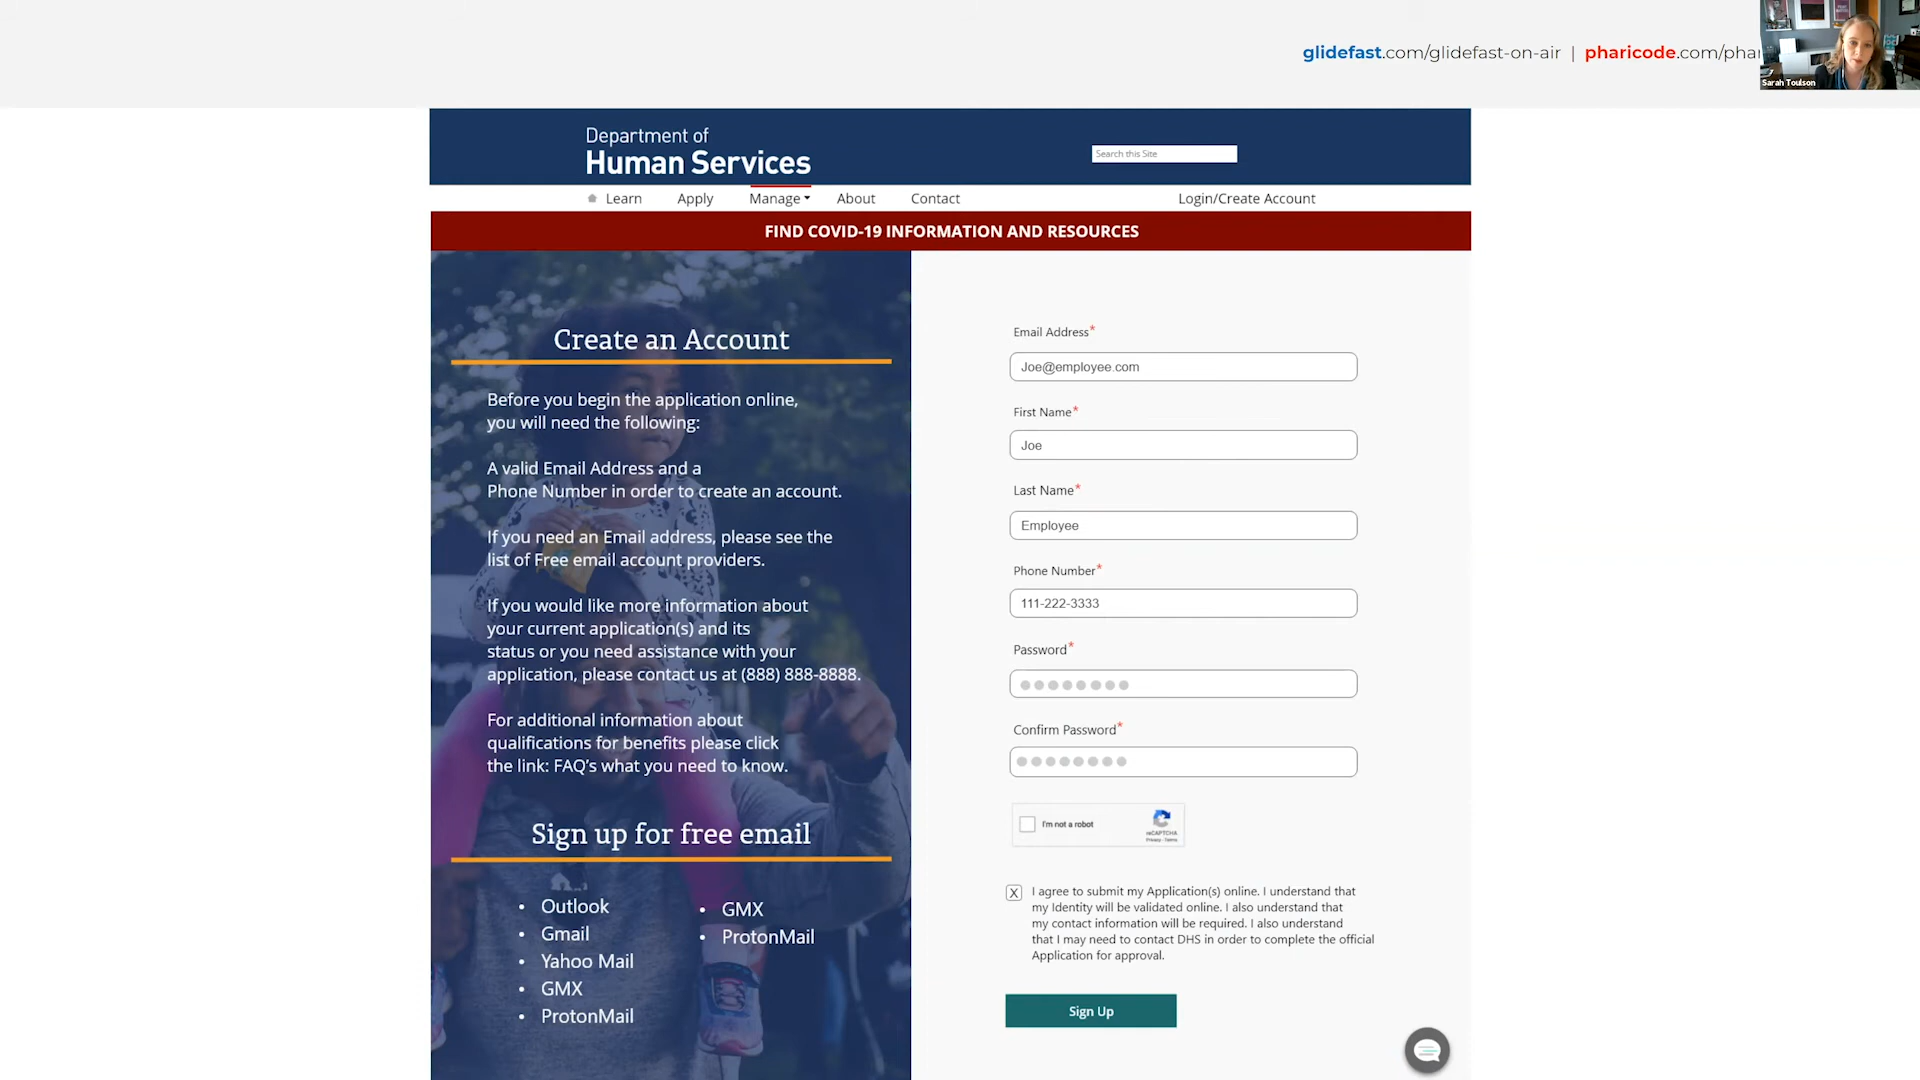 glidefast.com/glidefast-on-air | pharicode.com/phar
Sarah Toulson
Department of
Human Services
Search this Site
Learn Apply Manage About Contact Login/Create Account
FIND COVID-19 INFORMATION AND RESOURCES
Create an Account
Before you begin the application online,
you will need the following:
A valid Email Address and a
Phone Number in order to create an account.
If you need an Email address, please see the
list of Free email account providers.
If you would like more information about
your current application(s) and its
status or you need assistance with your
application, please contact us at (888) 888-8888.
For additional information about
qualifications for benefits please click
the link: FAQ's what you need to know.
Sign up for free email
• Outlook
• Gmail
• Yahoo Mail
• GMX
• ProtonMail
• GMX
• ProtonMail
Email Address*
Joe@employee.com
First Name*
Joe
Last Name*
Employee
Phone Number*
111-222-3333
Password*
Confirm Password*
I'm not a robot
reCAPTCHA
Privacy - Terms
X
I agree to submit my Application(s) online. I understand that
my Identity will be validated online. I also understand that
my contact information will be required. I also understand
that I may need to contact DHS in order to complete the official
Application for approval.
Sign Up